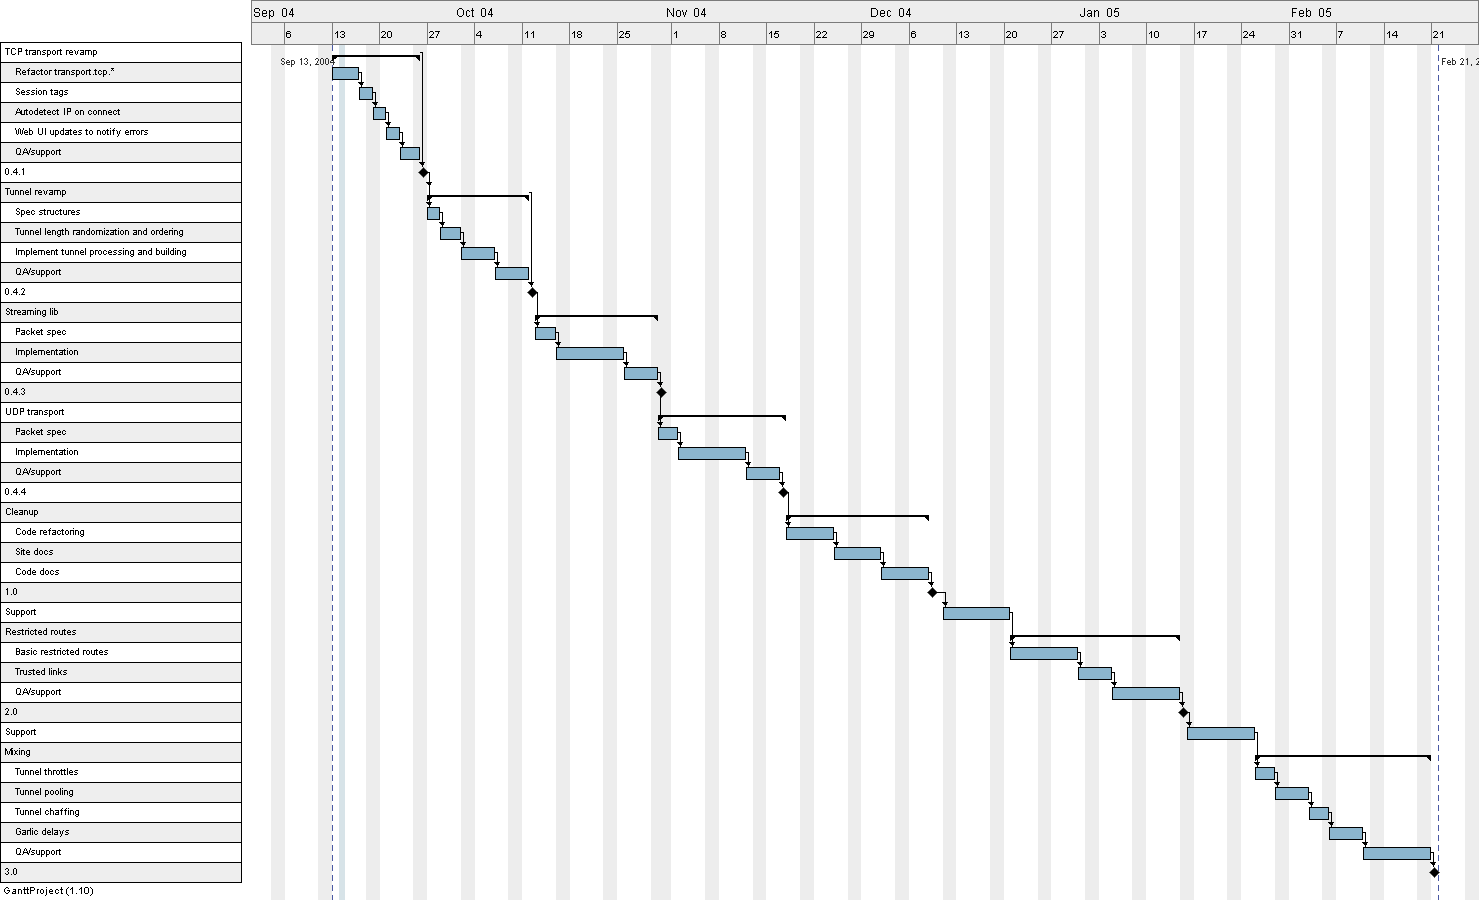 Sep 04 Oct 04 Nov 04 Dec 04 Jan 05 Feb 05
6 13 20 27 4 11 18 25 1 8 15 22 29 6 13 20 27 3 10 17 24 31 7 14 21
TCP transport revamp
Sep 13, 2004 Feb 21, 2
Refactor transport.tcp.*
Session tags
Autodetect IP on connect
Web UI updates to notify errors
QA/support
0.4.1
Tunnel revamp
Spec structures
Tunnel length randomization and ordering
Implement tunnel processing and building
QA/support
0.4.2
Streaming lib
Packet spec
Implementation
QA/support
0.4.3
UDP transport
Packet spec
Implementation
QA/support
0.4.4
Cleanup
Code refactoring
Site docs
Code docs
1.0
Support
Restricted routes
Basic restricted routes
Trusted links
QA/support
2.0
Support
Mixing
Tunnel throttles
Tunnel pooling
Tunnel chaffing
Garlic delays
QA/support
3.0
GanttProject (1.10)